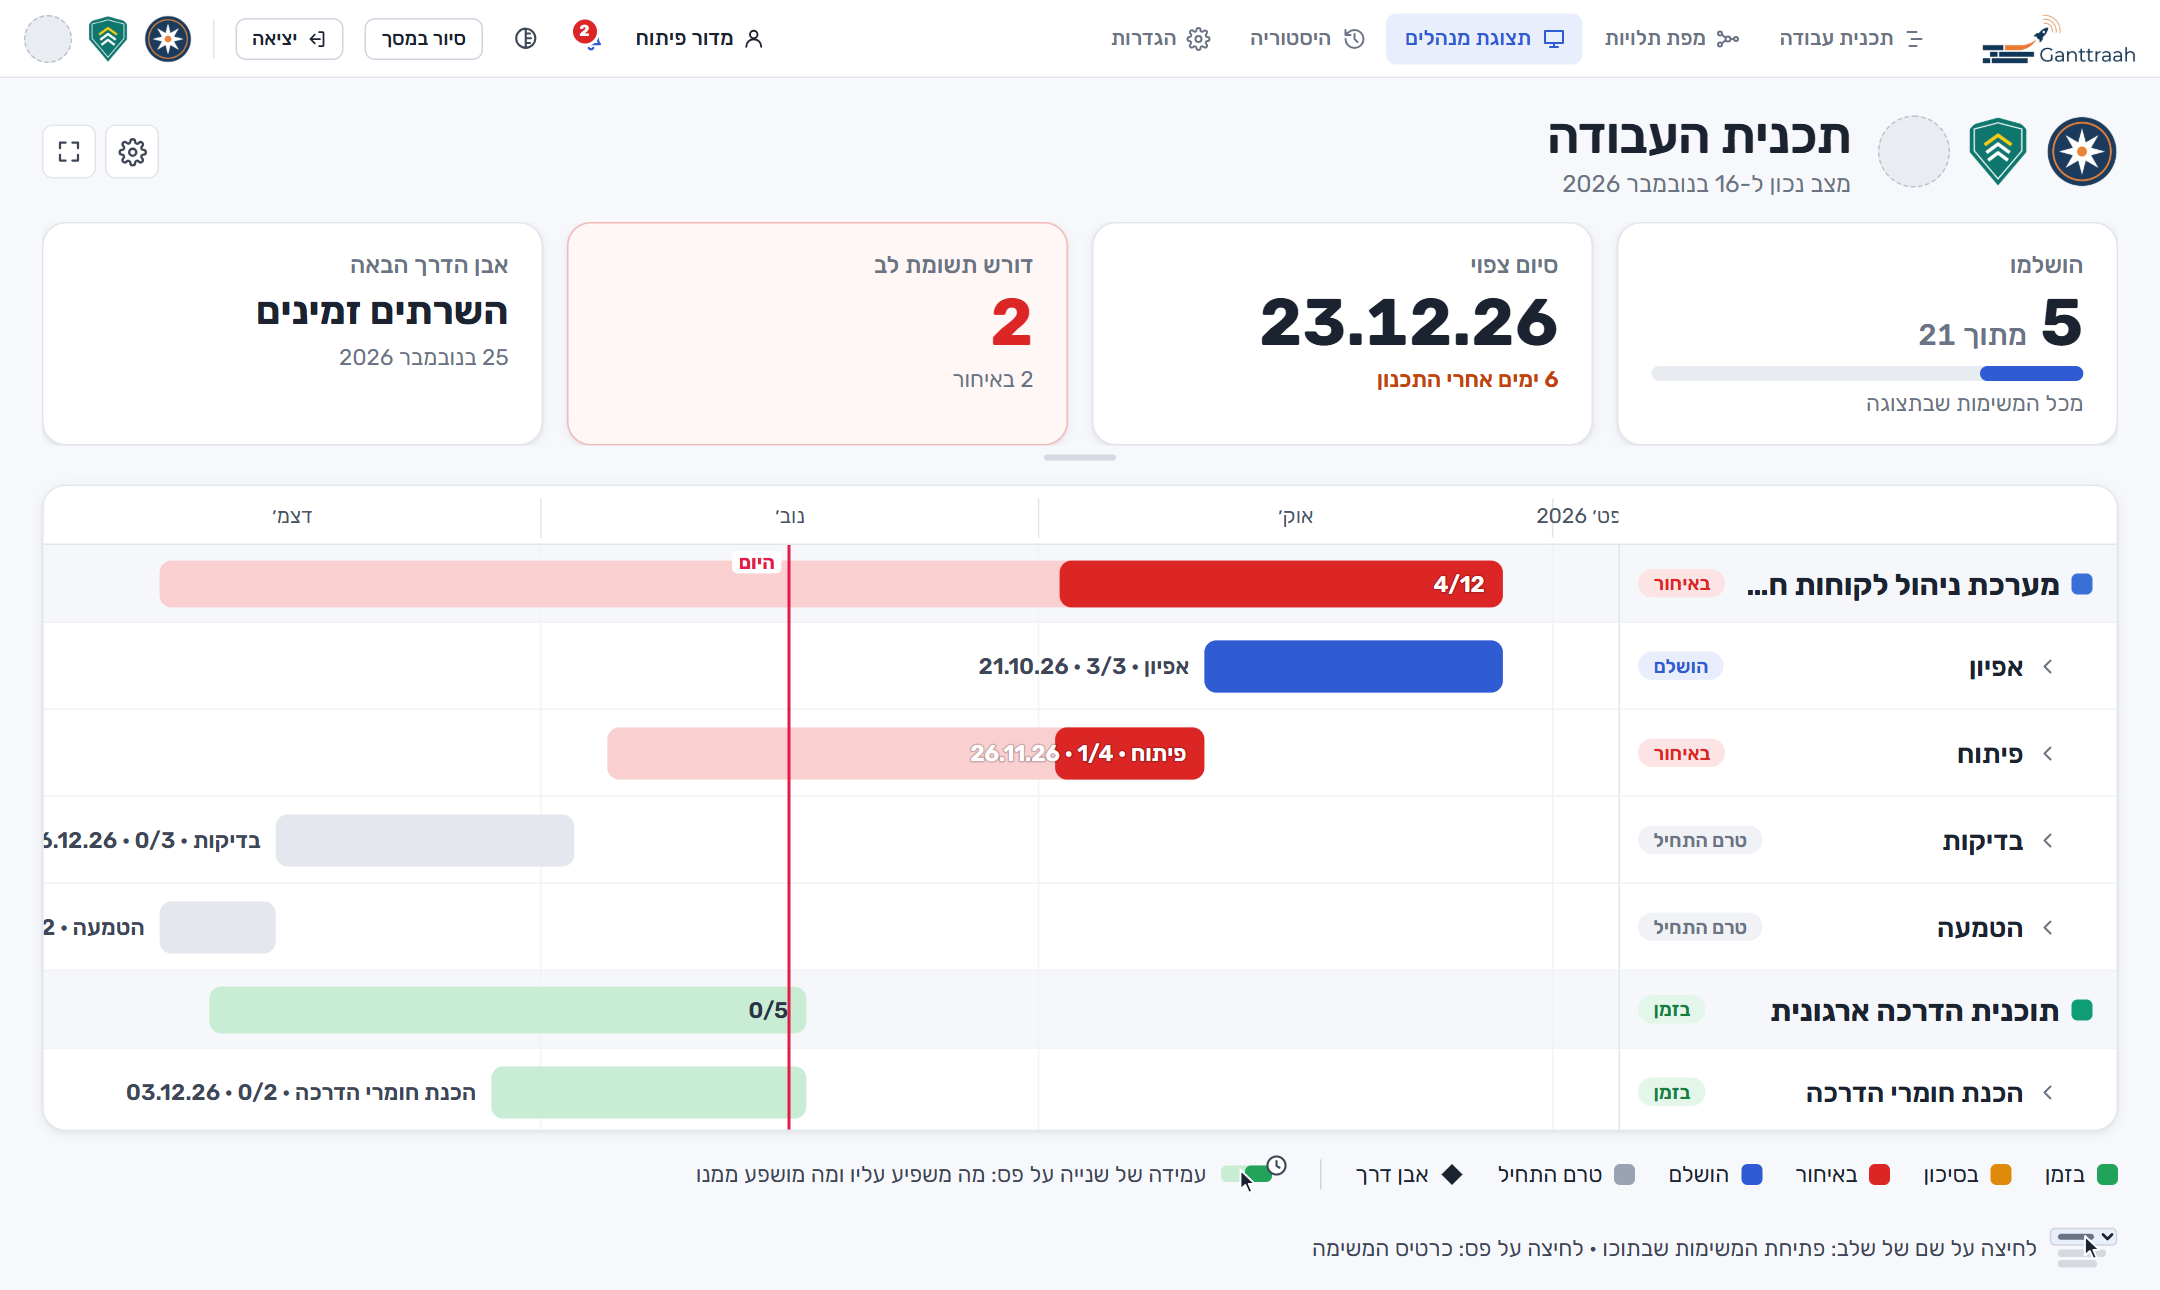 Ganttraah
תכנית עבודה
מפת תלויות
תצוגת מנהלים
היסטוריה
הגדרות
מדור פיתוח
2
סיור במסך
יציאה
תכנית העבודה
מצב נכון ל-16 בנובמבר 2026
הושלמו
5 מתוך 21
מכל המשימות שבתצוגה
סיום צפוי
23.12.26
6 ימים אחרי התכנון
דורש תשומת לב
2
2 באיחור
אבן הדרך הבאה
השרתים זמינים
25 בנובמבר 2026
ספט׳ 2026
אוק׳
נוב׳
דצמ׳
היום
מערכת ניהול לקוחות ח...
באיחור
4/12
אפיון
הושלם
אפיון • 3/3 • 21.10.26
פיתוח
באיחור
פיתוח • 1/4 • 26.11.26
בדיקות
טרם התחיל
בדיקות • 0/3 • 6.12.26
הטמעה
טרם התחיל
הטמעה • 2
תוכנית הדרכה ארגונית
בזמן
0/5
הכנת חומרי הדרכה
בזמן
הכנת חומרי הדרכה • 0/2 • 03.12.26
בזמן
בסיכון
באיחור
הושלם
טרם התחיל
אבן דרך
עמידה של שנייה על פס: מה משפיע עליו ומה מושפע ממנו
לחיצה על שם של שלב: פתיחת המשימות שבתוכו • לחיצה על פס: כרטיס המשימה